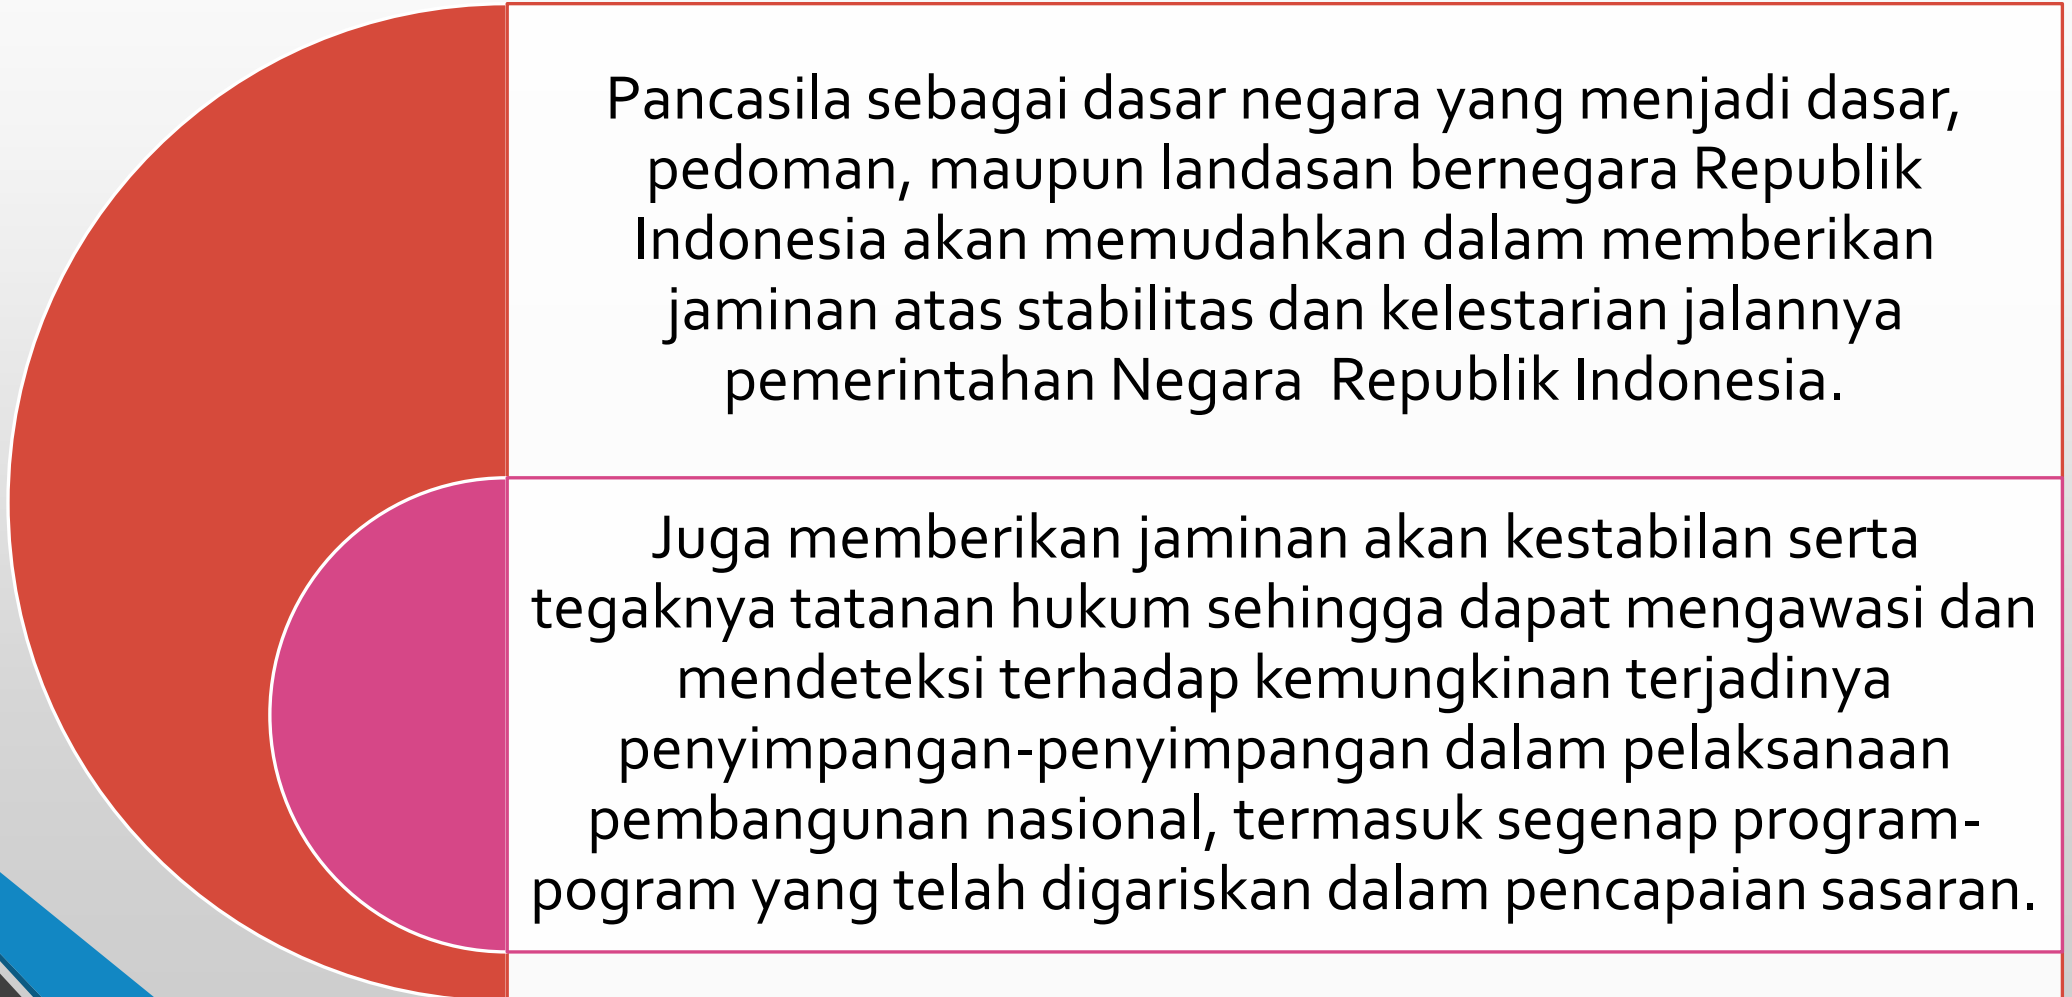 Pancasila sebagai dasar negara yang menjadi dasar,
pedoman, maupun landasan bernegara Republik
Indonesia akan memudahkan dalam memberikan
jaminan atas stabilitas dan kelestarian jalannya
pemerintahan Negara  Republik Indonesia.
Juga memberikan jaminan akan kestabilan serta
tegaknya tatanan hukum sehingga dapat mengawasi dan
mendeteksi terhadap kemungkinan terjadinya
penyimpangan-penyimpangan dalam pelaksanaan
pembangunan nasional, termasuk segenap program-
pogram yang telah digariskan dalam pencapaian sasaran.